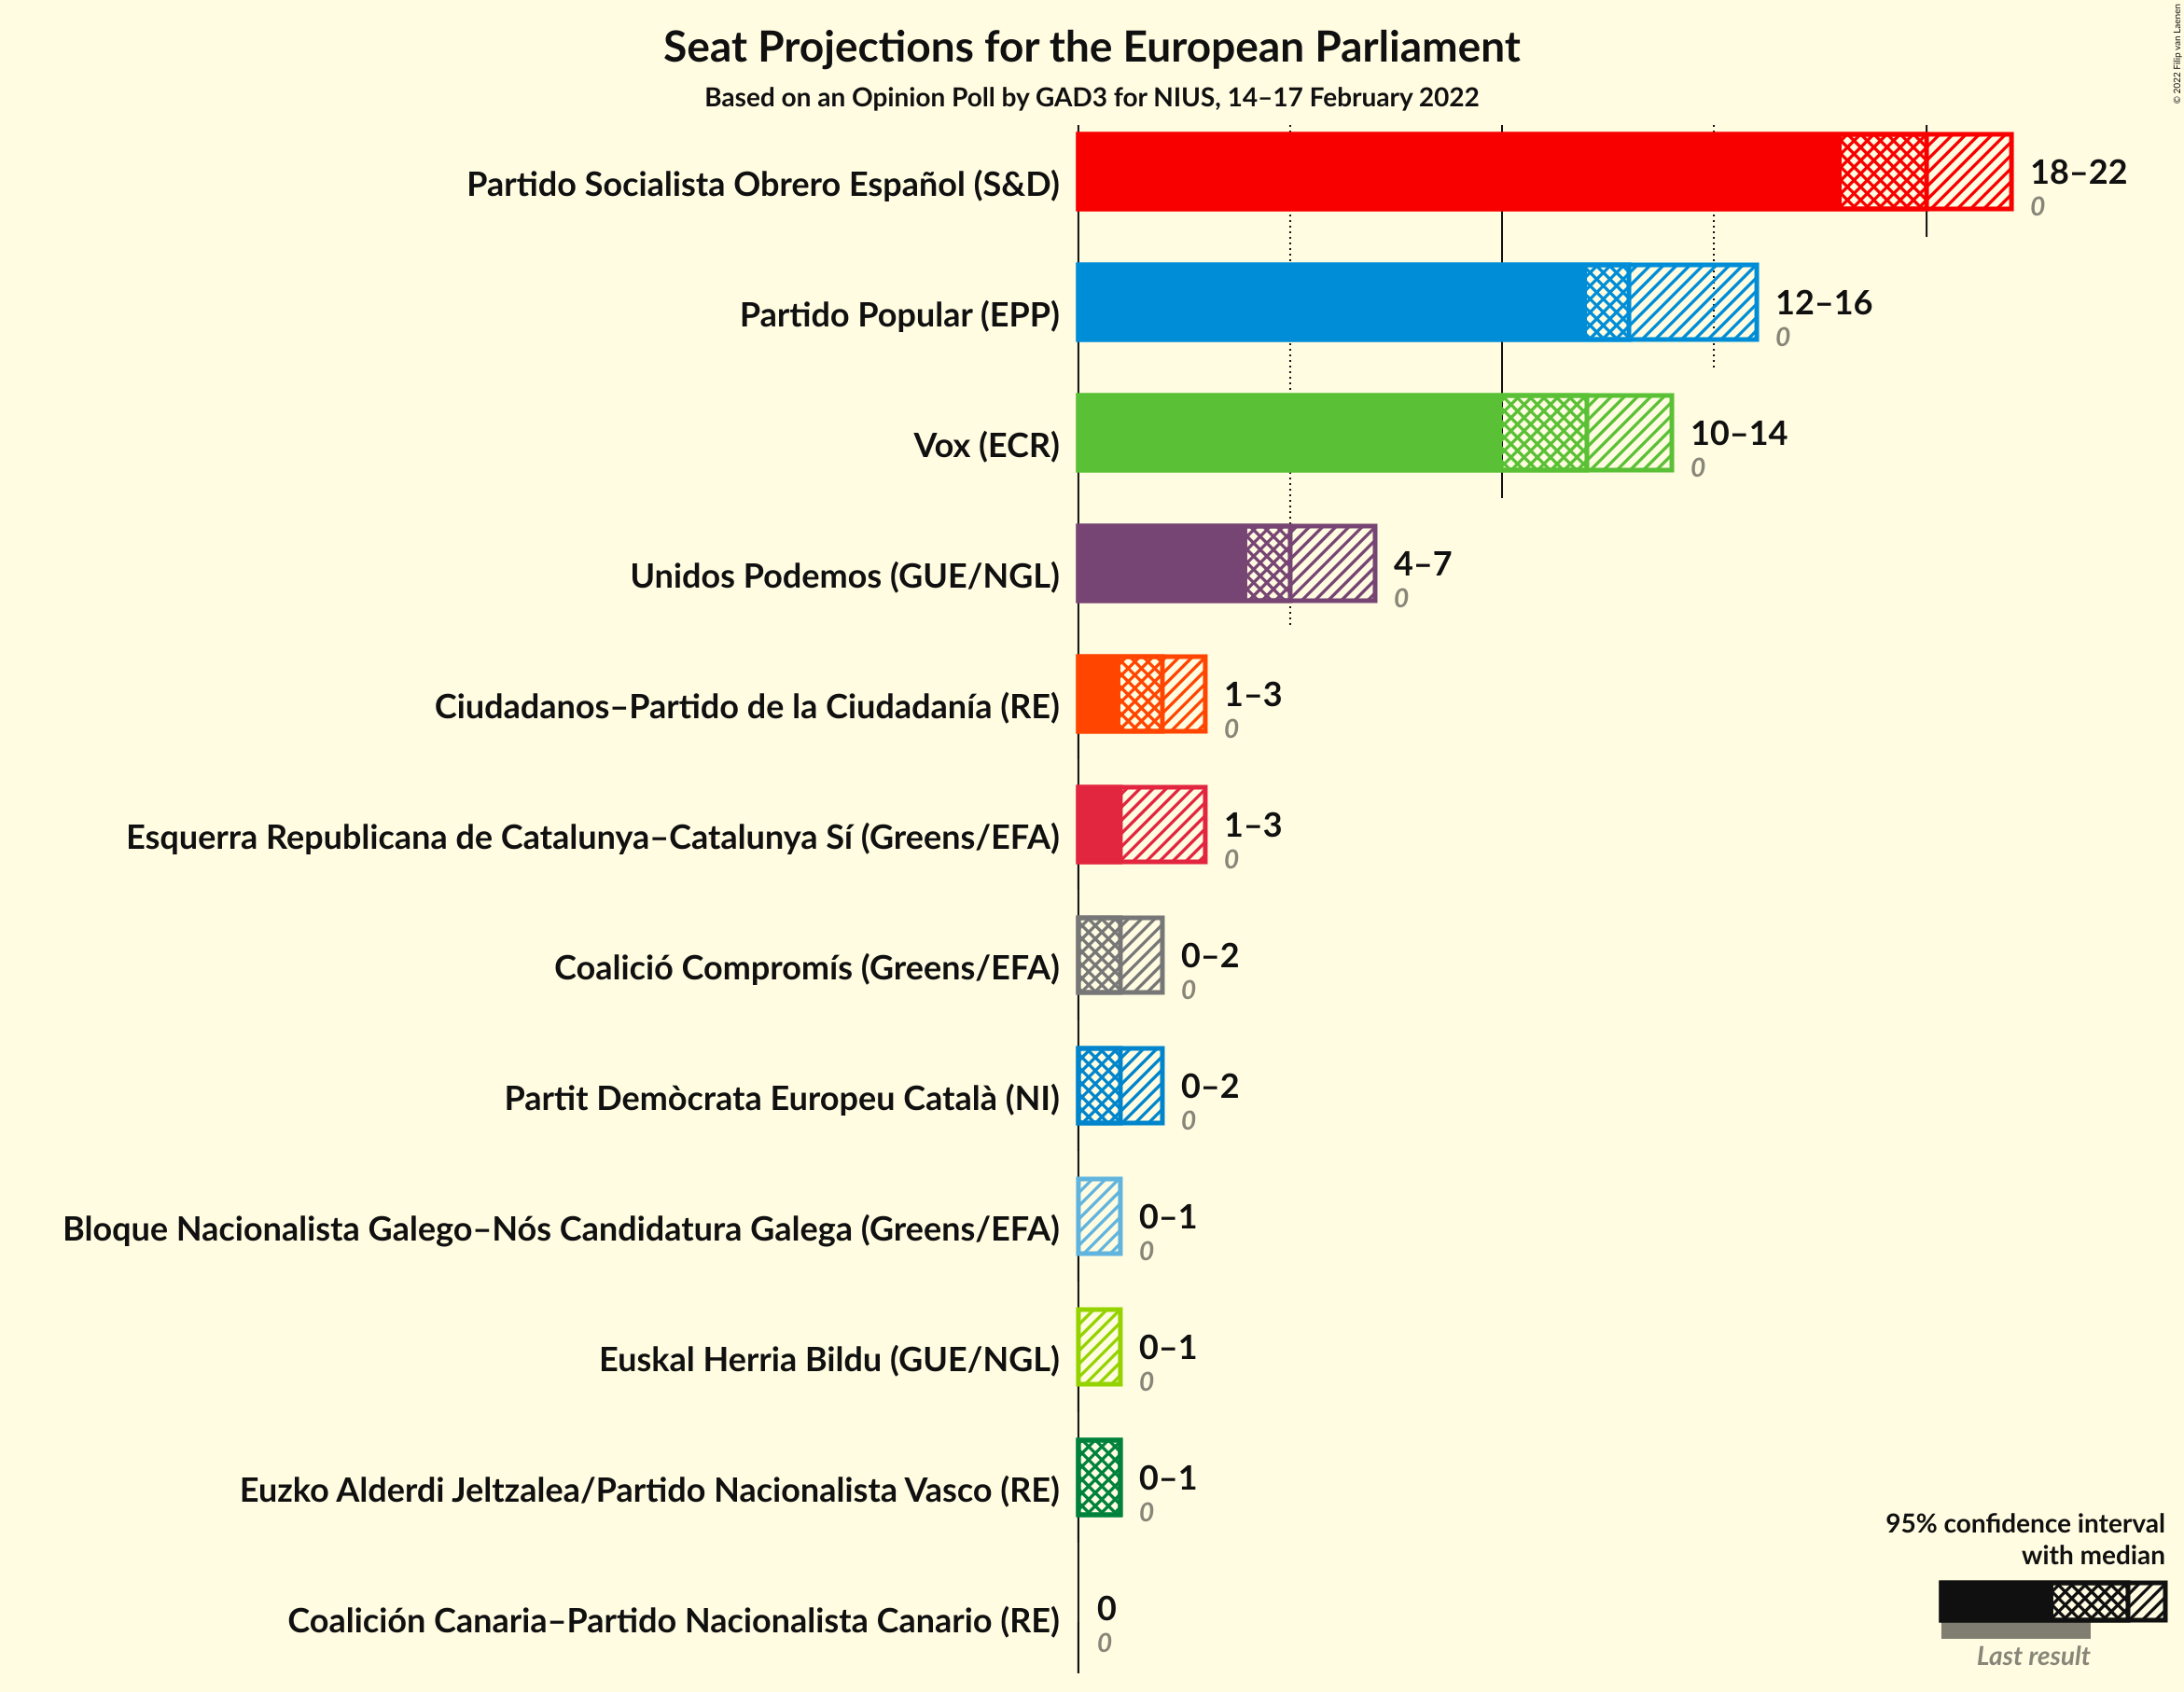 Seat Projections for the European Parliament
Based on an Opinion Poll by GAD3 for NIUS, 14–17 February 2022
© 2022 Filip van Laenen
Partido Socialista Obrero Español (S&D)
18–22
0
Partido Popular (EPP)
12–16
0
Vox (ECR)
10–14
0
Unidos Podemos (GUE/NGL)
4–7
0
Ciudadanos–Partido de la Ciudadanía (RE)
1–3
0
Esquerra Republicana de Catalunya–Catalunya Sí (Greens/EFA)
1–3
0
Coalició Compromís (Greens/EFA)
0–2
0
Partit Demòcrata Europeu Català (NI)
0–2
0
Bloque Nacionalista Galego–Nós Candidatura Galega (Greens/EFA)
0–1
0
Euskal Herria Bildu (GUE/NGL)
0–1
0
Euzko Alderdi Jeltzalea/Partido Nacionalista Vasco (RE)
0–1
0
Coalición Canaria–Partido Nacionalista Canario (RE)
0
0
95% confidence interval
with median
Last result